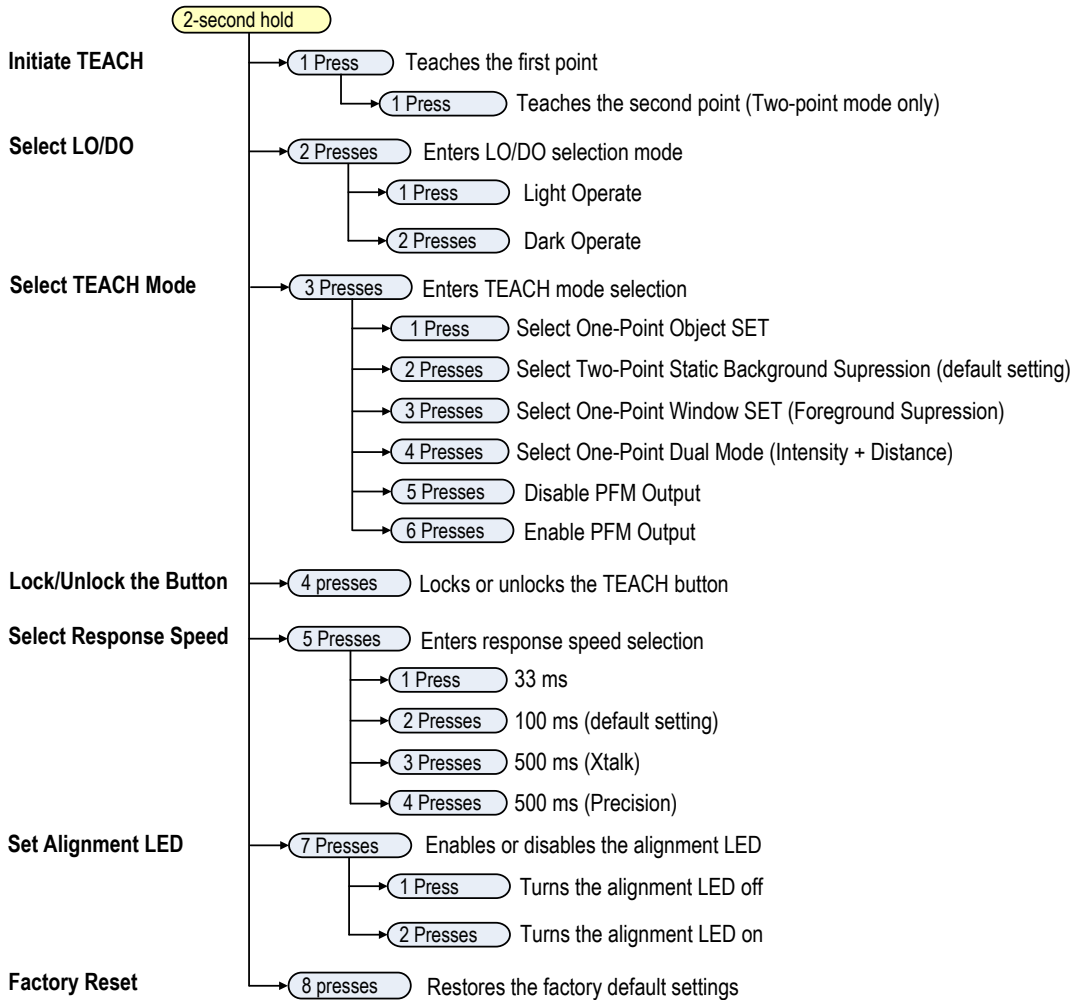 2-second hold
Initiate TEACH 1 Press Teaches the first point
1 Press Teaches the second point (Two-point mode only)
Select LO/DO 2 Presses Enters LO/DO selection mode
1 Press Light Operate
2 Presses Dark Operate
Select TEACH Mode 3 Presses Enters TEACH mode selection
1 Press Select One-Point Object SET
2 Presses Select Two-Point Static Background Supression (default setting)
3 Presses Select One-Point Window SET (Foreground Supression)
4 Presses Select One-Point Dual Mode (Intensity + Distance)
5 Presses Disable PFM Output
6 Presses Enable PFM Output
Lock/Unlock the Button 4 presses Locks or unlocks the TEACH button
Select Response Speed 5 Presses Enters response speed selection
1 Press 33 ms
2 Presses 100 ms (default setting)
3 Presses 500 ms (Xtalk)
4 Presses 500 ms (Precision)
Set Alignment LED 7 Presses Enables or disables the alignment LED
1 Press Turns the alignment LED off
2 Presses Turns the alignment LED on
Factory Reset 8 presses Restores the factory default settings